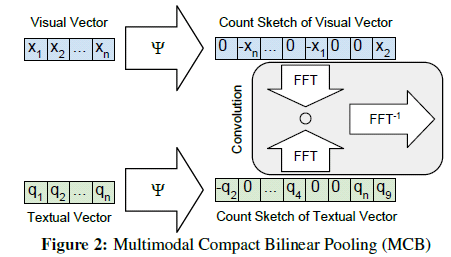 Visual Vector
Count Sketch of Visual Vector
x₁ x₂ ... xₙ
Ψ
0 -xₙ ... 0 -x₁ 0 0 x₂
Convolution
FFT
○
FFT⁻¹
FFT
q₁ q₂ ... qₙ
Ψ
-q₂ 0 ... q₄ 0 0 qₙ q₉
Textual Vector
Count Sketch of Textual Vector
Figure 2: Multimodal Compact Bilinear Pooling (MCB)